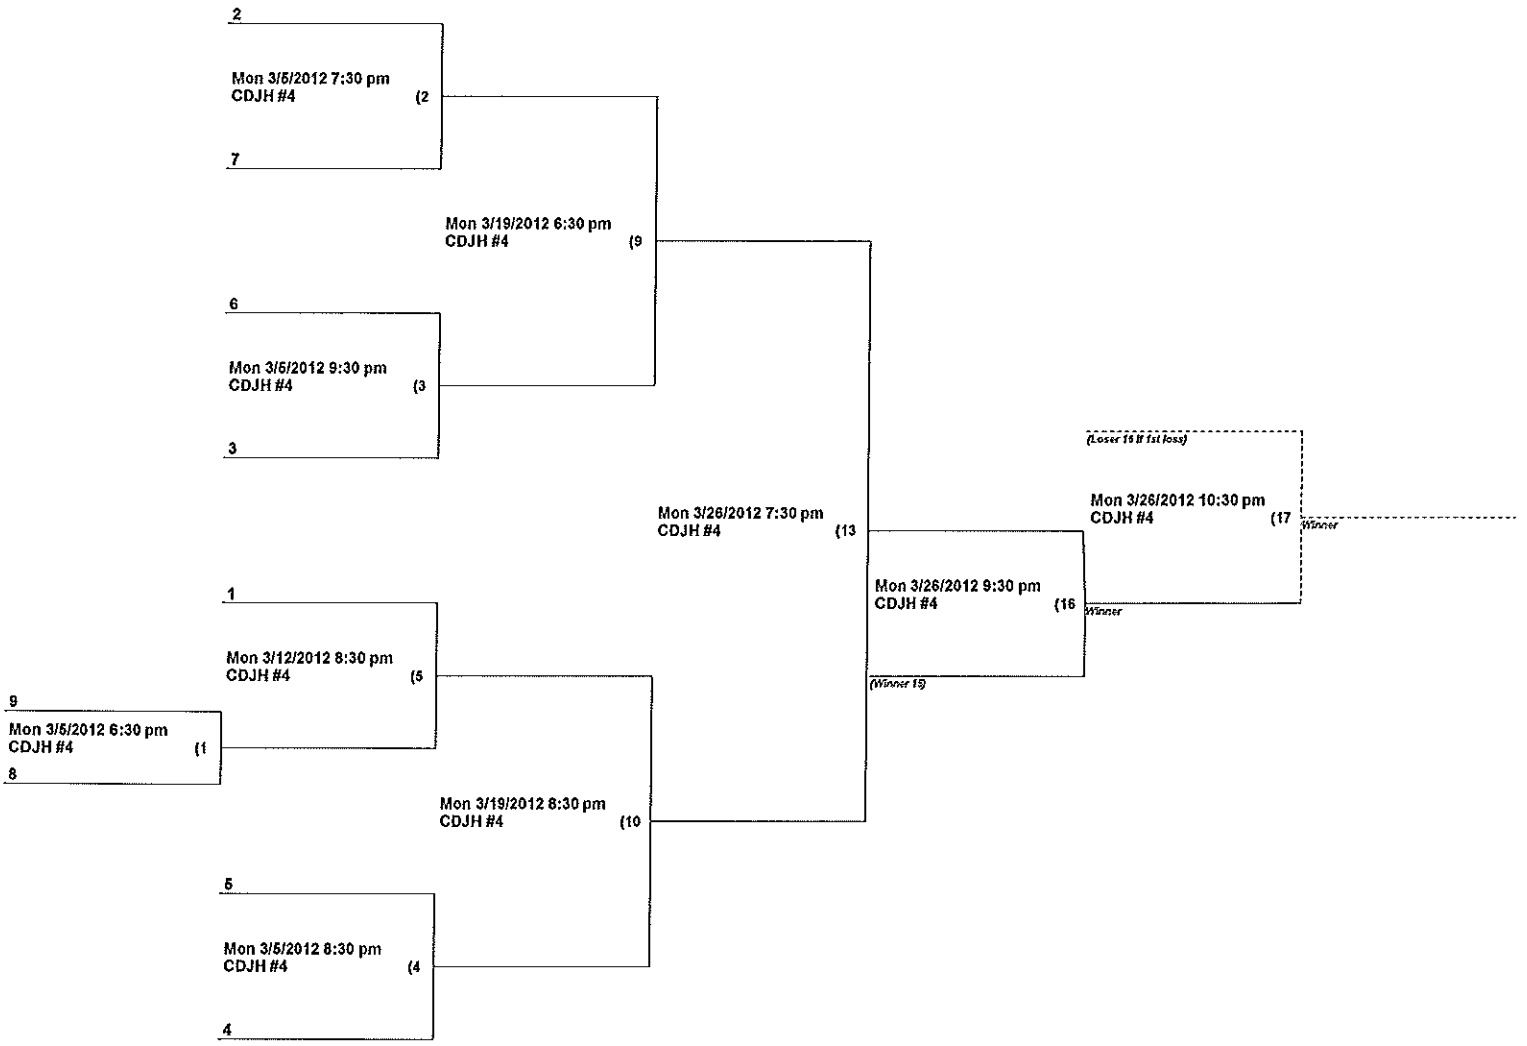 2
Mon 3/5/2012 7:30 pm
CDJH #4 (2
7
Mon 3/19/2012 6:30 pm
CDJH #4 (9
6
Mon 3/5/2012 9:30 pm
CDJH #4 (3
3
(Loser 16 if 1st loss)
Mon 3/26/2012 10:30 pm
CDJH #4 (17
Winner
Mon 3/26/2012 7:30 pm
CDJH #4 (13
Mon 3/26/2012 9:30 pm
CDJH #4 (16
Winner
1
Mon 3/12/2012 8:30 pm
CDJH #4 (5
(Winner 15)
9
Mon 3/5/2012 6:30 pm
CDJH #4 (1
8
Mon 3/19/2012 8:30 pm
CDJH #4 (10
5
Mon 3/5/2012 8:30 pm
CDJH #4 (4
4